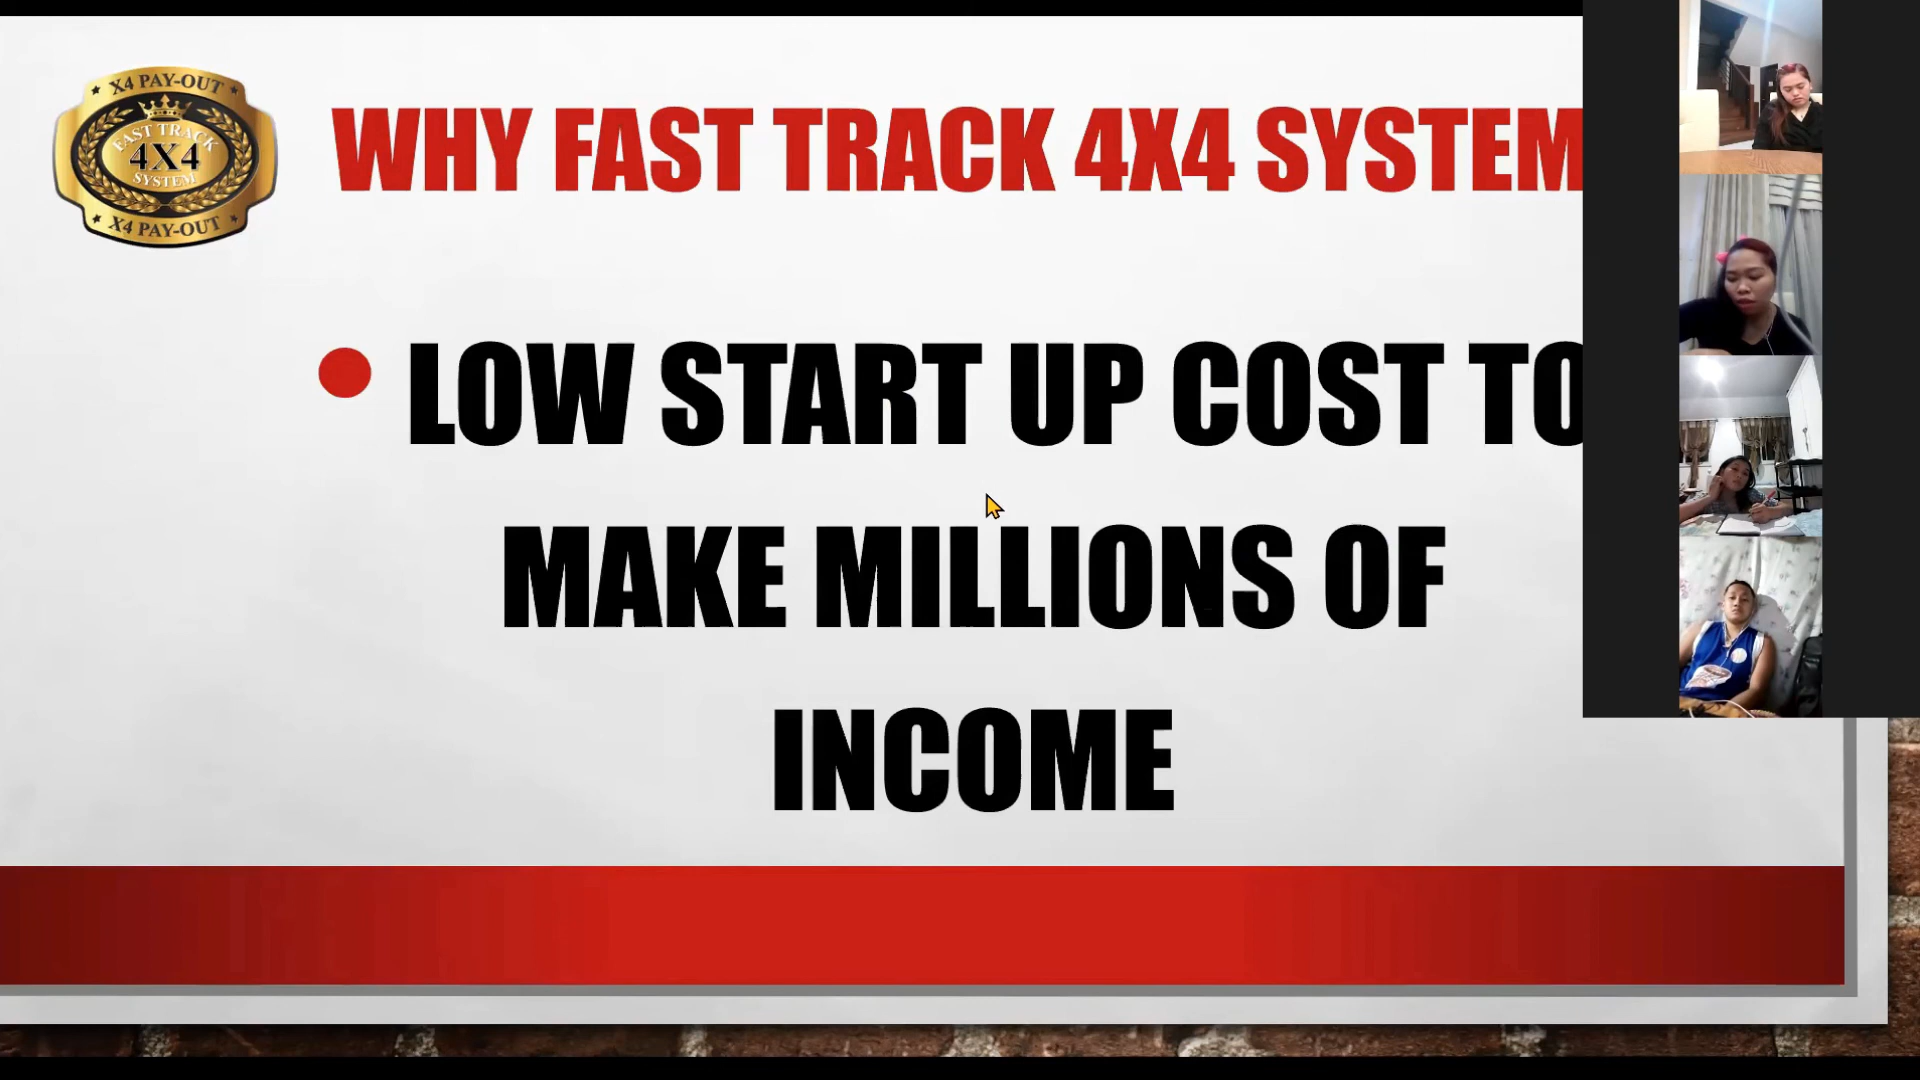 X4 PAY-OUT
FAST TRACK
4X4
SYSTEM
X4 PAY-OUT
WHY FAST TRACK 4X4 SYSTEM
LOW START UP COST TO
MAKE MILLIONS OF
INCOME